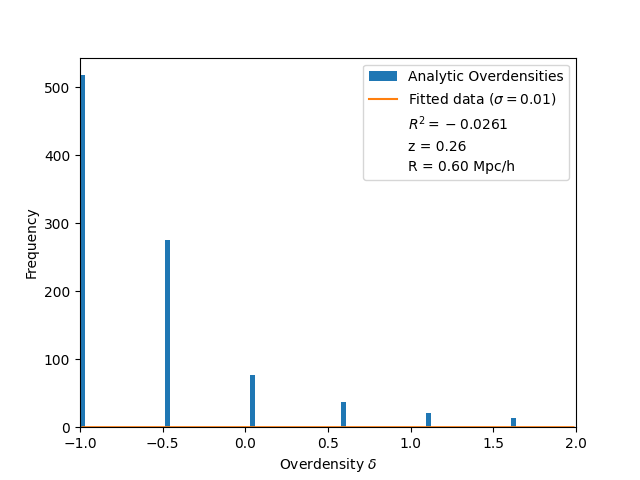 Analytic Overdensities
Fitted data (σ = 0.01)
R² = − 0.0261
z = 0.26
R = 0.60 Mpc/h
500
400
300
200
100
0
Frequency
−1.0 −0.5 0.0 0.5 1.0 1.5 2.0
Overdensity δ